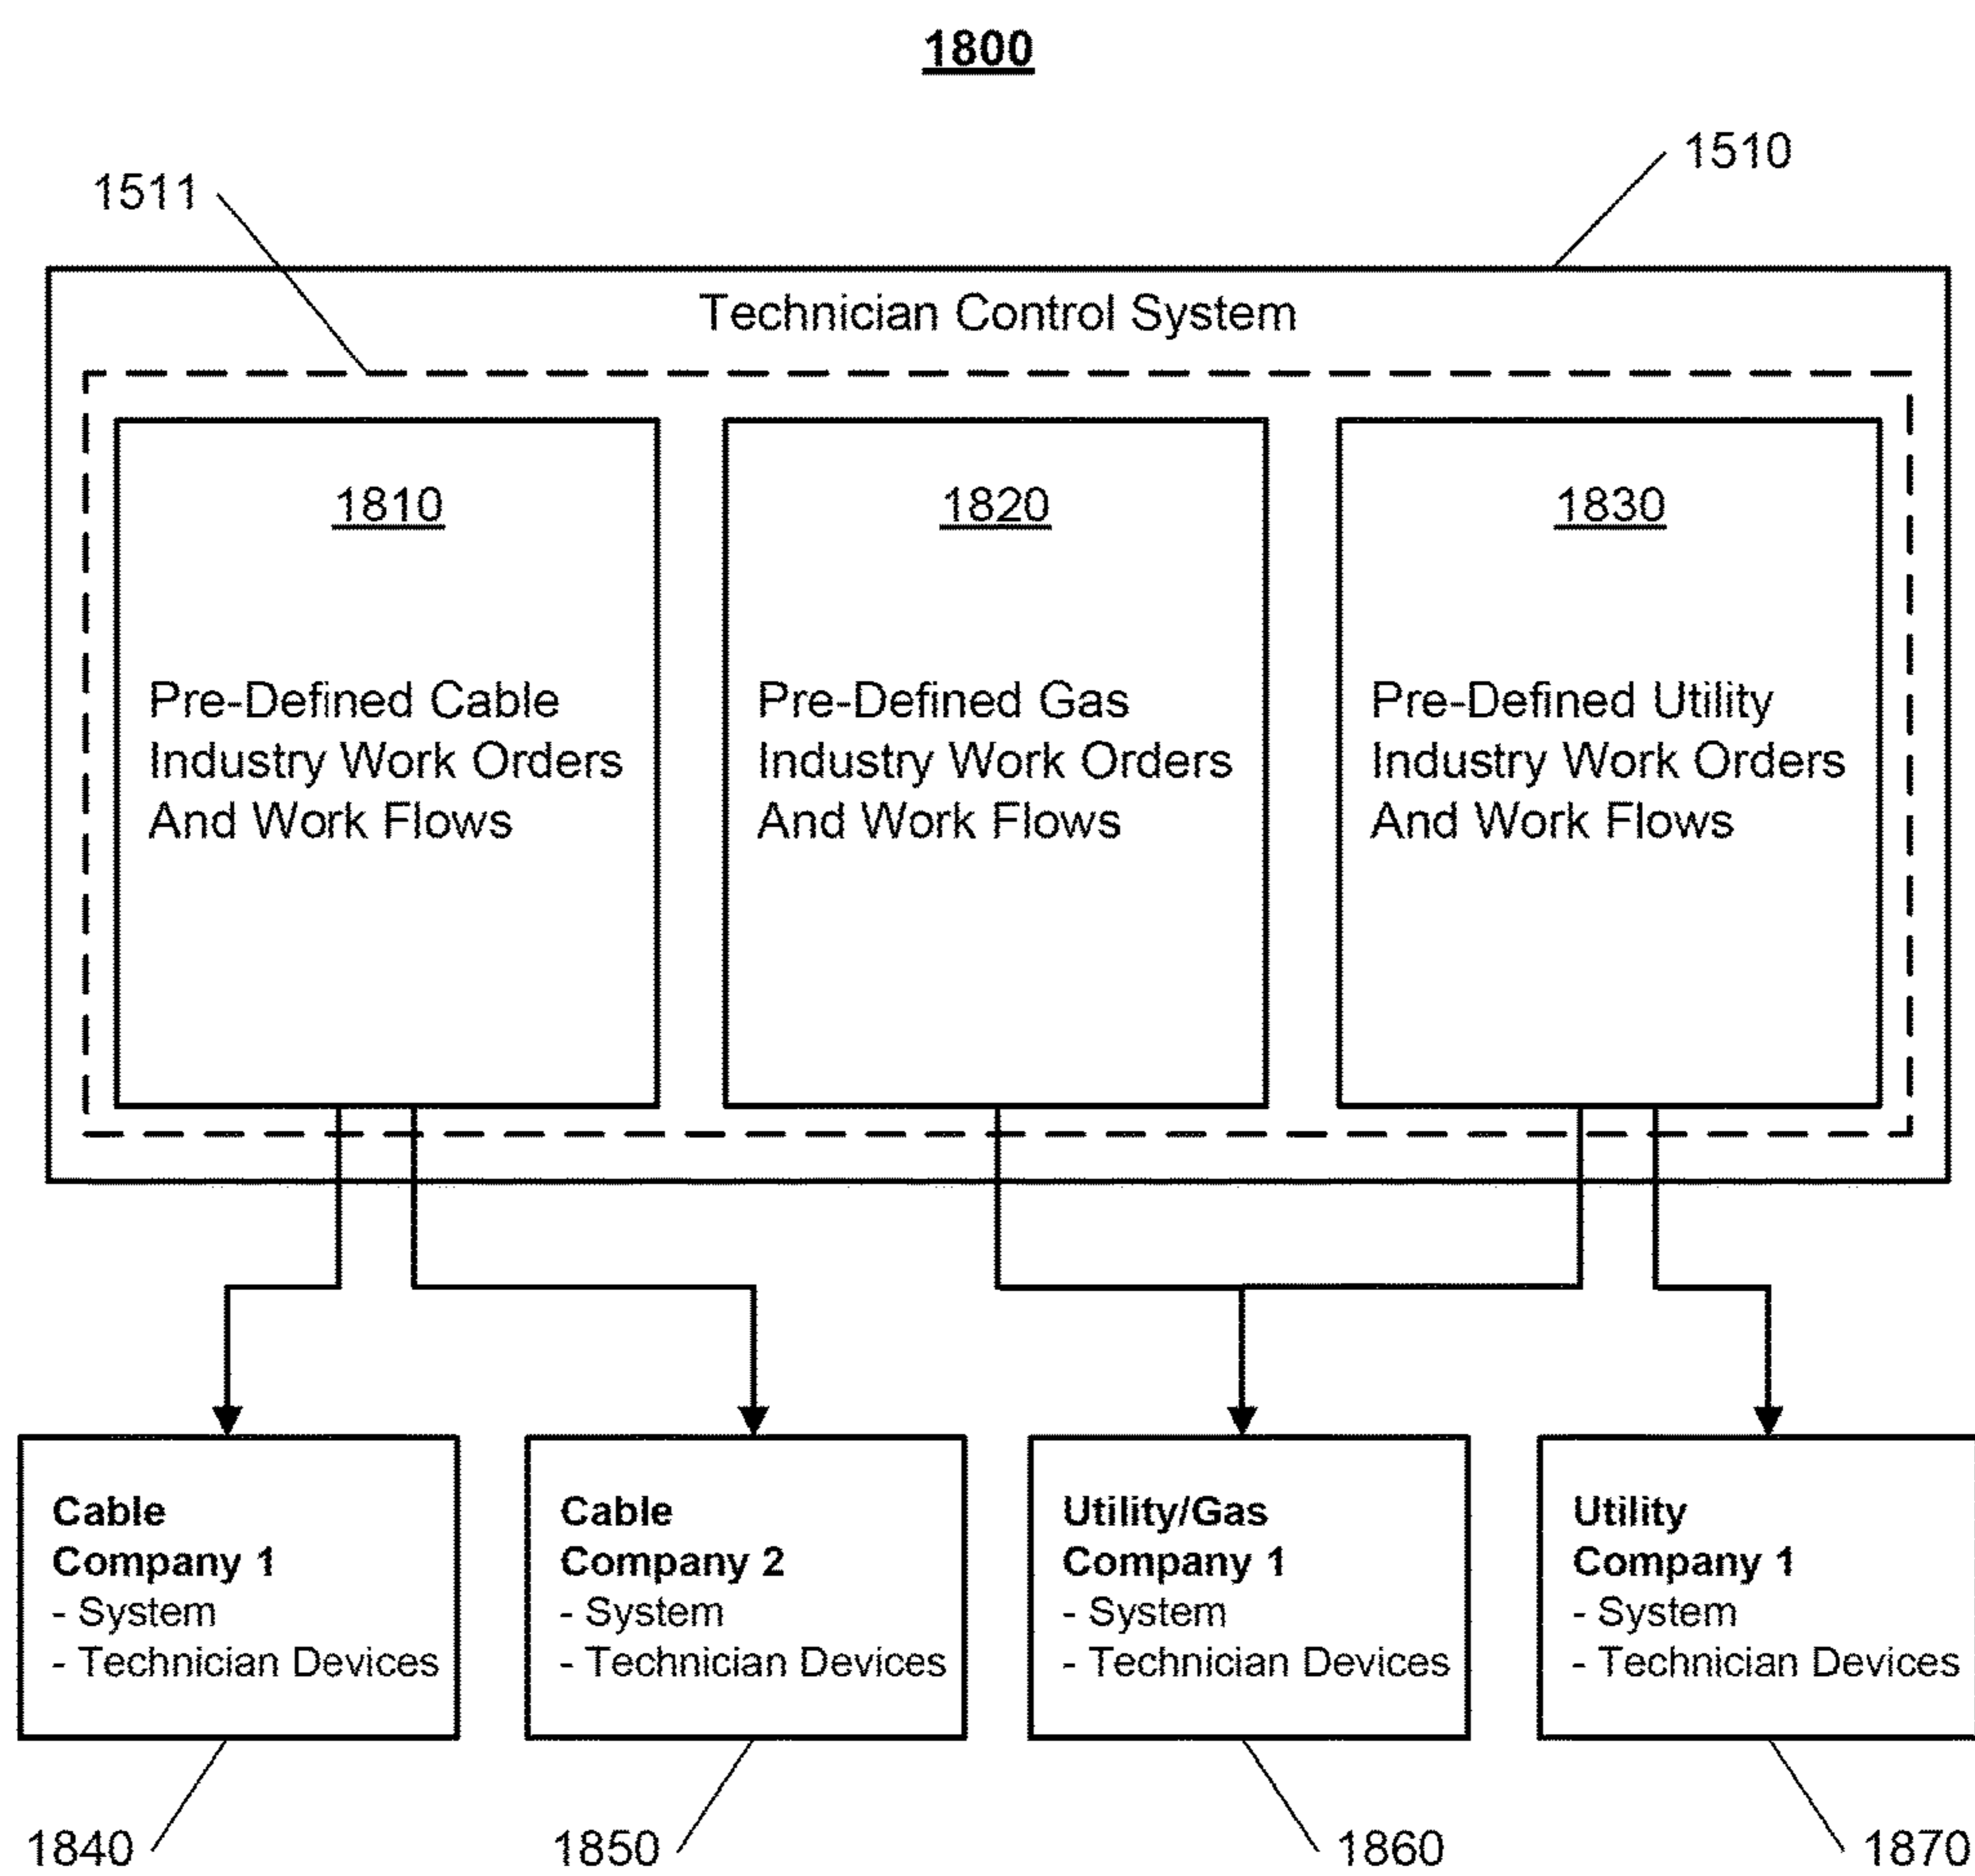 1800
1510
1511
Technician Control System
1810
Pre-Defined Cable
Industry Work Orders
And Work Flows
1820
Pre-Defined Gas
Industry Work Orders
And Work Flows
1830
Pre-Defined Utility
Industry Work Orders
And Work Flows
Cable
Company 1
- System
- Technician Devices
Cable
Company 2
- System
- Technician Devices
Utility/Gas
Company 1
- System
- Technician Devices
Utility
Company 1
- System
- Technician Devices
1840
1850
1860
1870